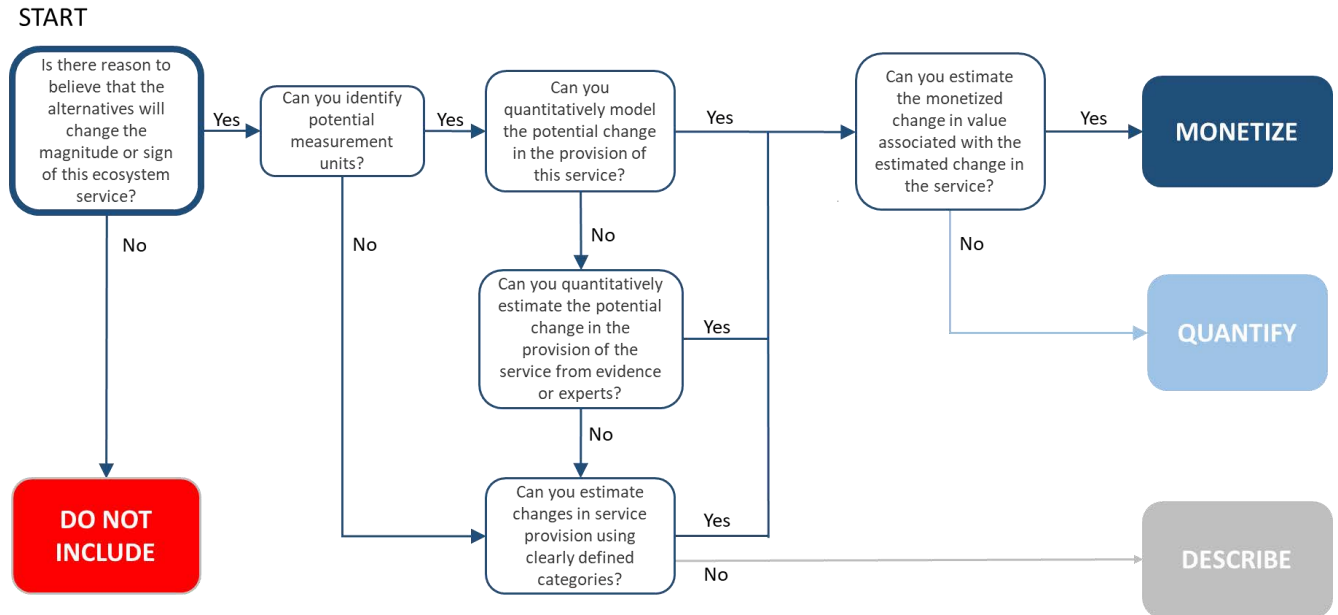 START
Is there reason to
believe that the
alternatives will
change the
magnitude or sign
of this ecosystem
service?
Yes
Can you identify
potential
measurement
units?
Yes
Can you
quantitatively model
the potential change
in the provision of
this service?
Yes
Can you estimate
the monetized
change in value
associated with the
estimated change in
the service?
Yes
MONETIZE
No
No
No
No
Can you quantitatively
estimate the potential
change in the
provision of the
service from evidence
or experts?
Yes
QUANTIFY
No
DO NOT
INCLUDE
Can you estimate
changes in service
provision using
clearly defined
categories?
Yes
No
DESCRIBE